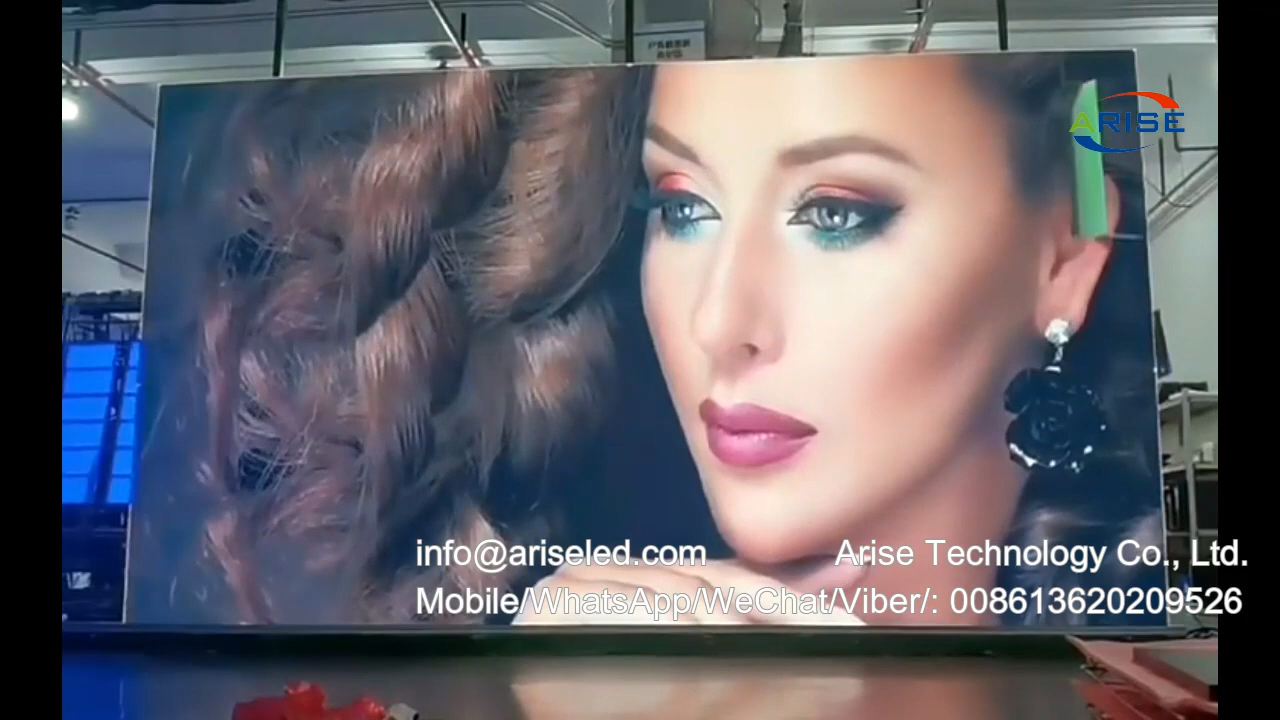 ARISE
info@ariseled.com Arise Technology Co., Ltd.
Mobile/WhatsApp/WeChat/Viber/: 008613620209526